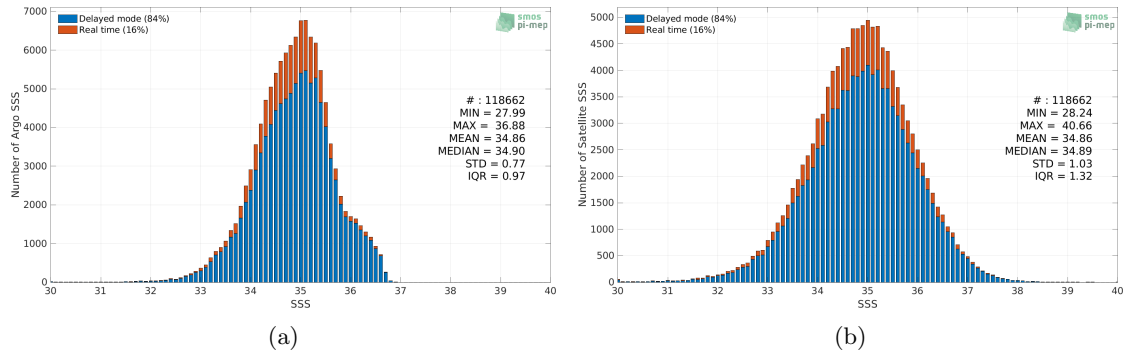 7000
6000
5000
4000
3000
2000
1000
0
Number of Argo SSS
Delayed mode (84%)
Real time (16%)
smos
pi-mep
# : 118662
MIN = 27.99
MAX = 36.88
MEAN = 34.86
MEDIAN = 34.90
STD = 0.77
IQR = 0.97
30 31 32 33 34 35 36 37 38 39 40
SSS
(a)
5000
4500
4000
3500
3000
2500
2000
1500
1000
500
0
Number of Satellite SSS
Delayed mode (84%)
Real time (16%)
smos
pi-mep
# : 118662
MIN = 28.24
MAX = 40.66
MEAN = 34.86
MEDIAN = 34.89
STD = 1.03
IQR = 1.32
30 31 32 33 34 35 36 37 38 39 40
SSS
(b)